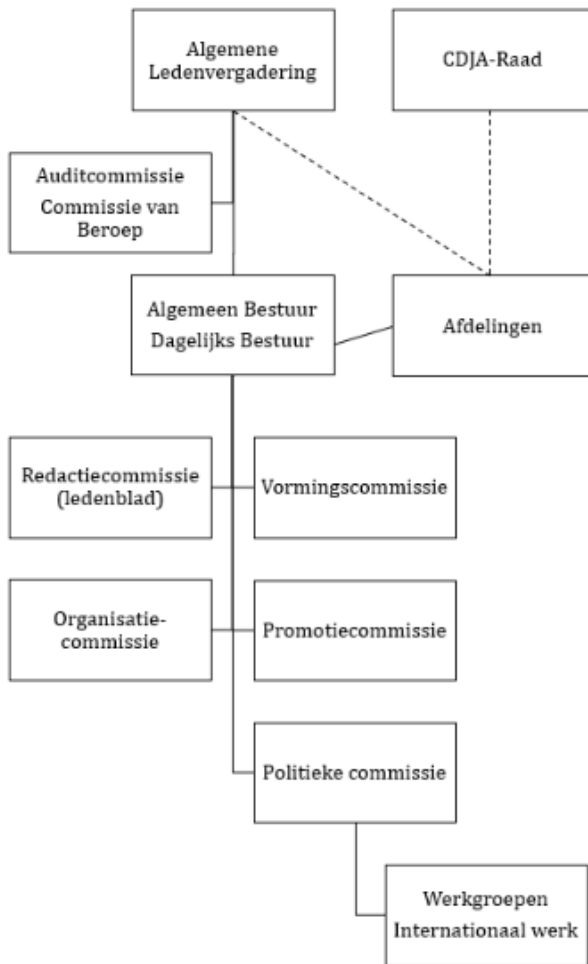 Algemene
Ledenvergadering
CDJA-Raad
Auditcommissie
Commissie van
Beroep
Algemeen Bestuur
Dagelijks Bestuur
Afdelingen
Redactiecommissie
(ledenblad)
Vormingscommissie
Organisatie-
commissie
Promotiecommissie
Politieke commissie
Werkgroepen
Internationaal werk